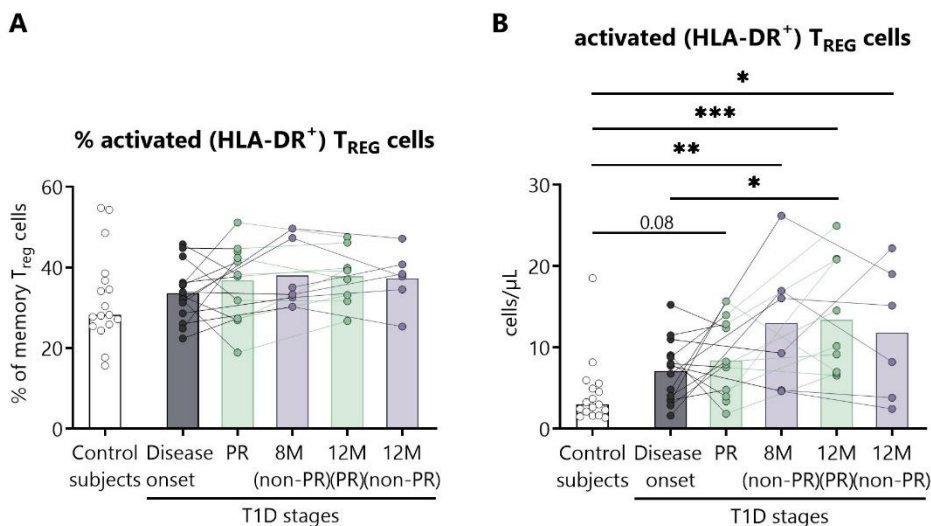 A
% activated (HLA-DR+) TREG cells
% of memory Treg cells
60
40
20
0
Control subjects
Disease onset
PR
8M (non-PR)
12M (PR)
12M (non-PR)
T1D stages
B
activated (HLA-DR+) TREG cells
*
***
**
*
0.08
cells/µL
30
20
10
0
Control subjects
Disease onset
PR
8M (non-PR)
12M (PR)
12M (non-PR)
T1D stages